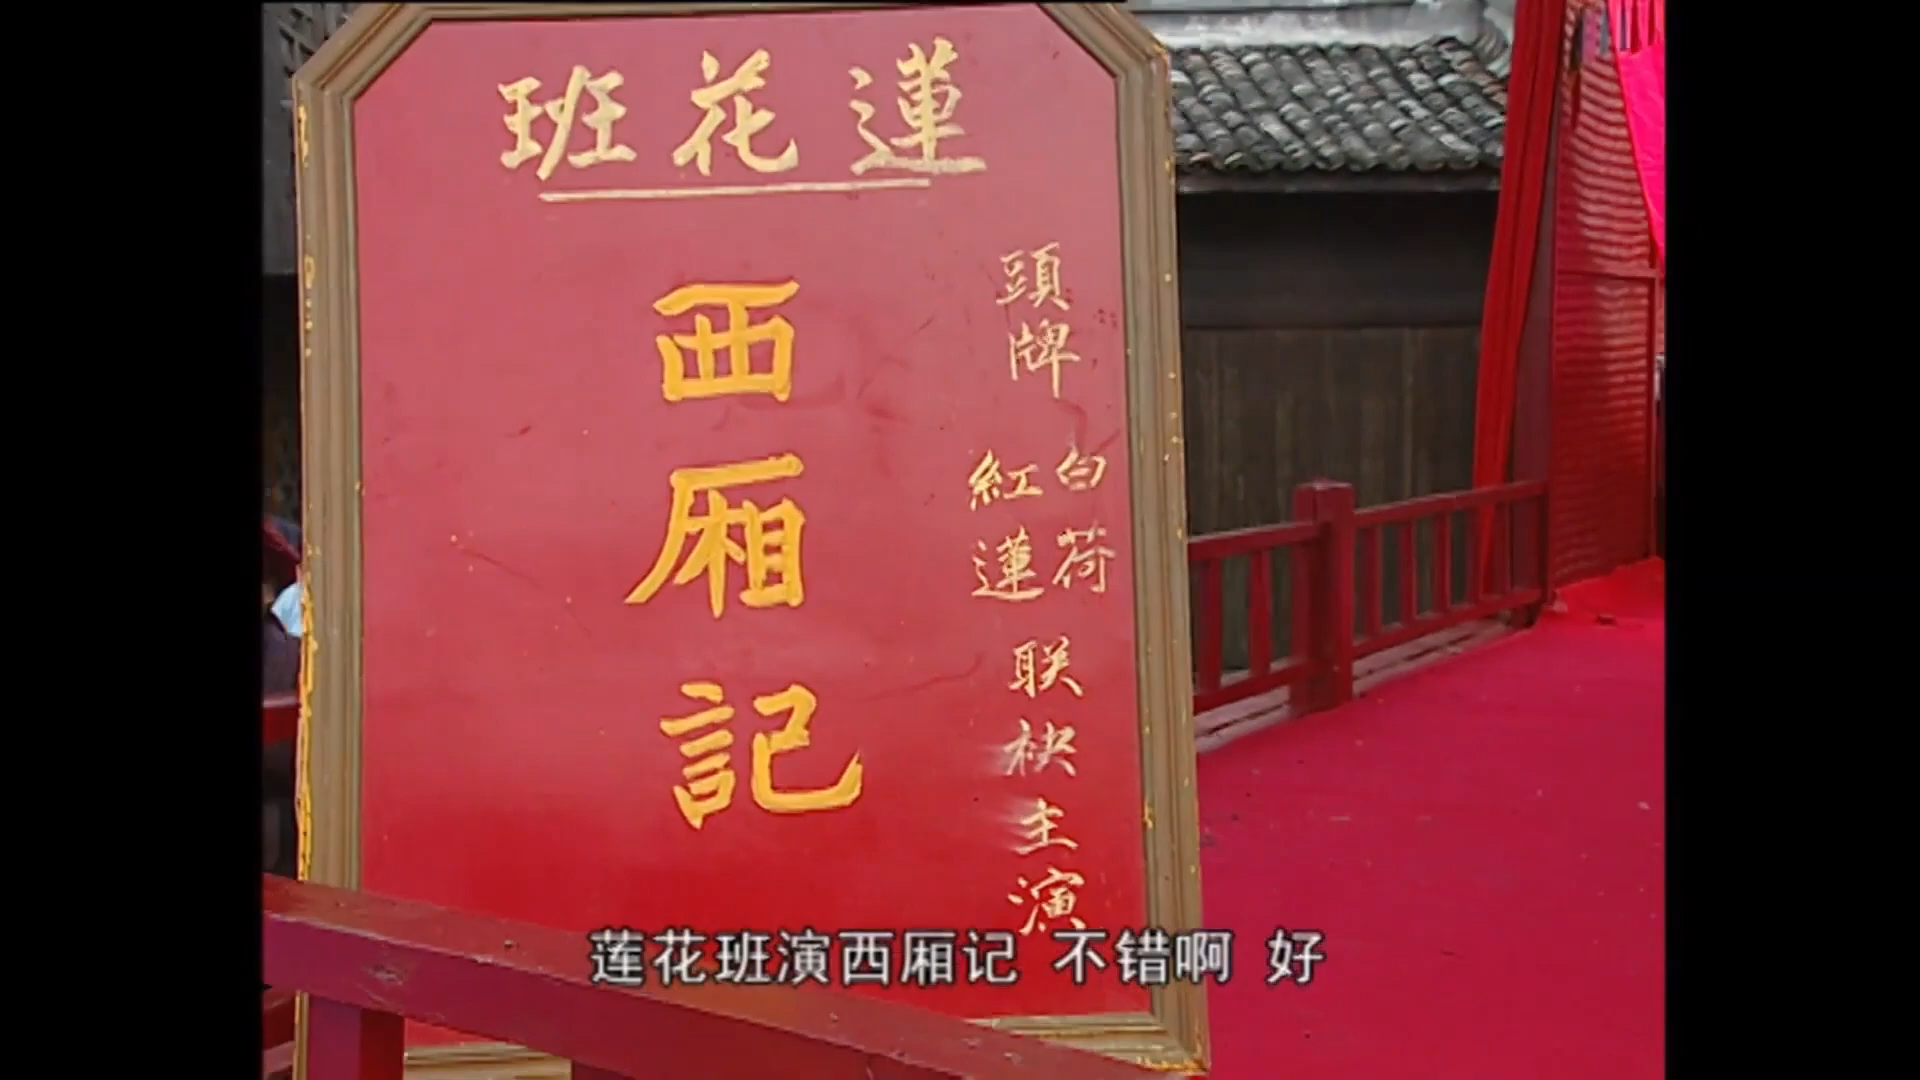 蓮花班
頭牌
白荷
紅蓮
联袂主演
西厢記
莲花班演西厢记 不错啊 好